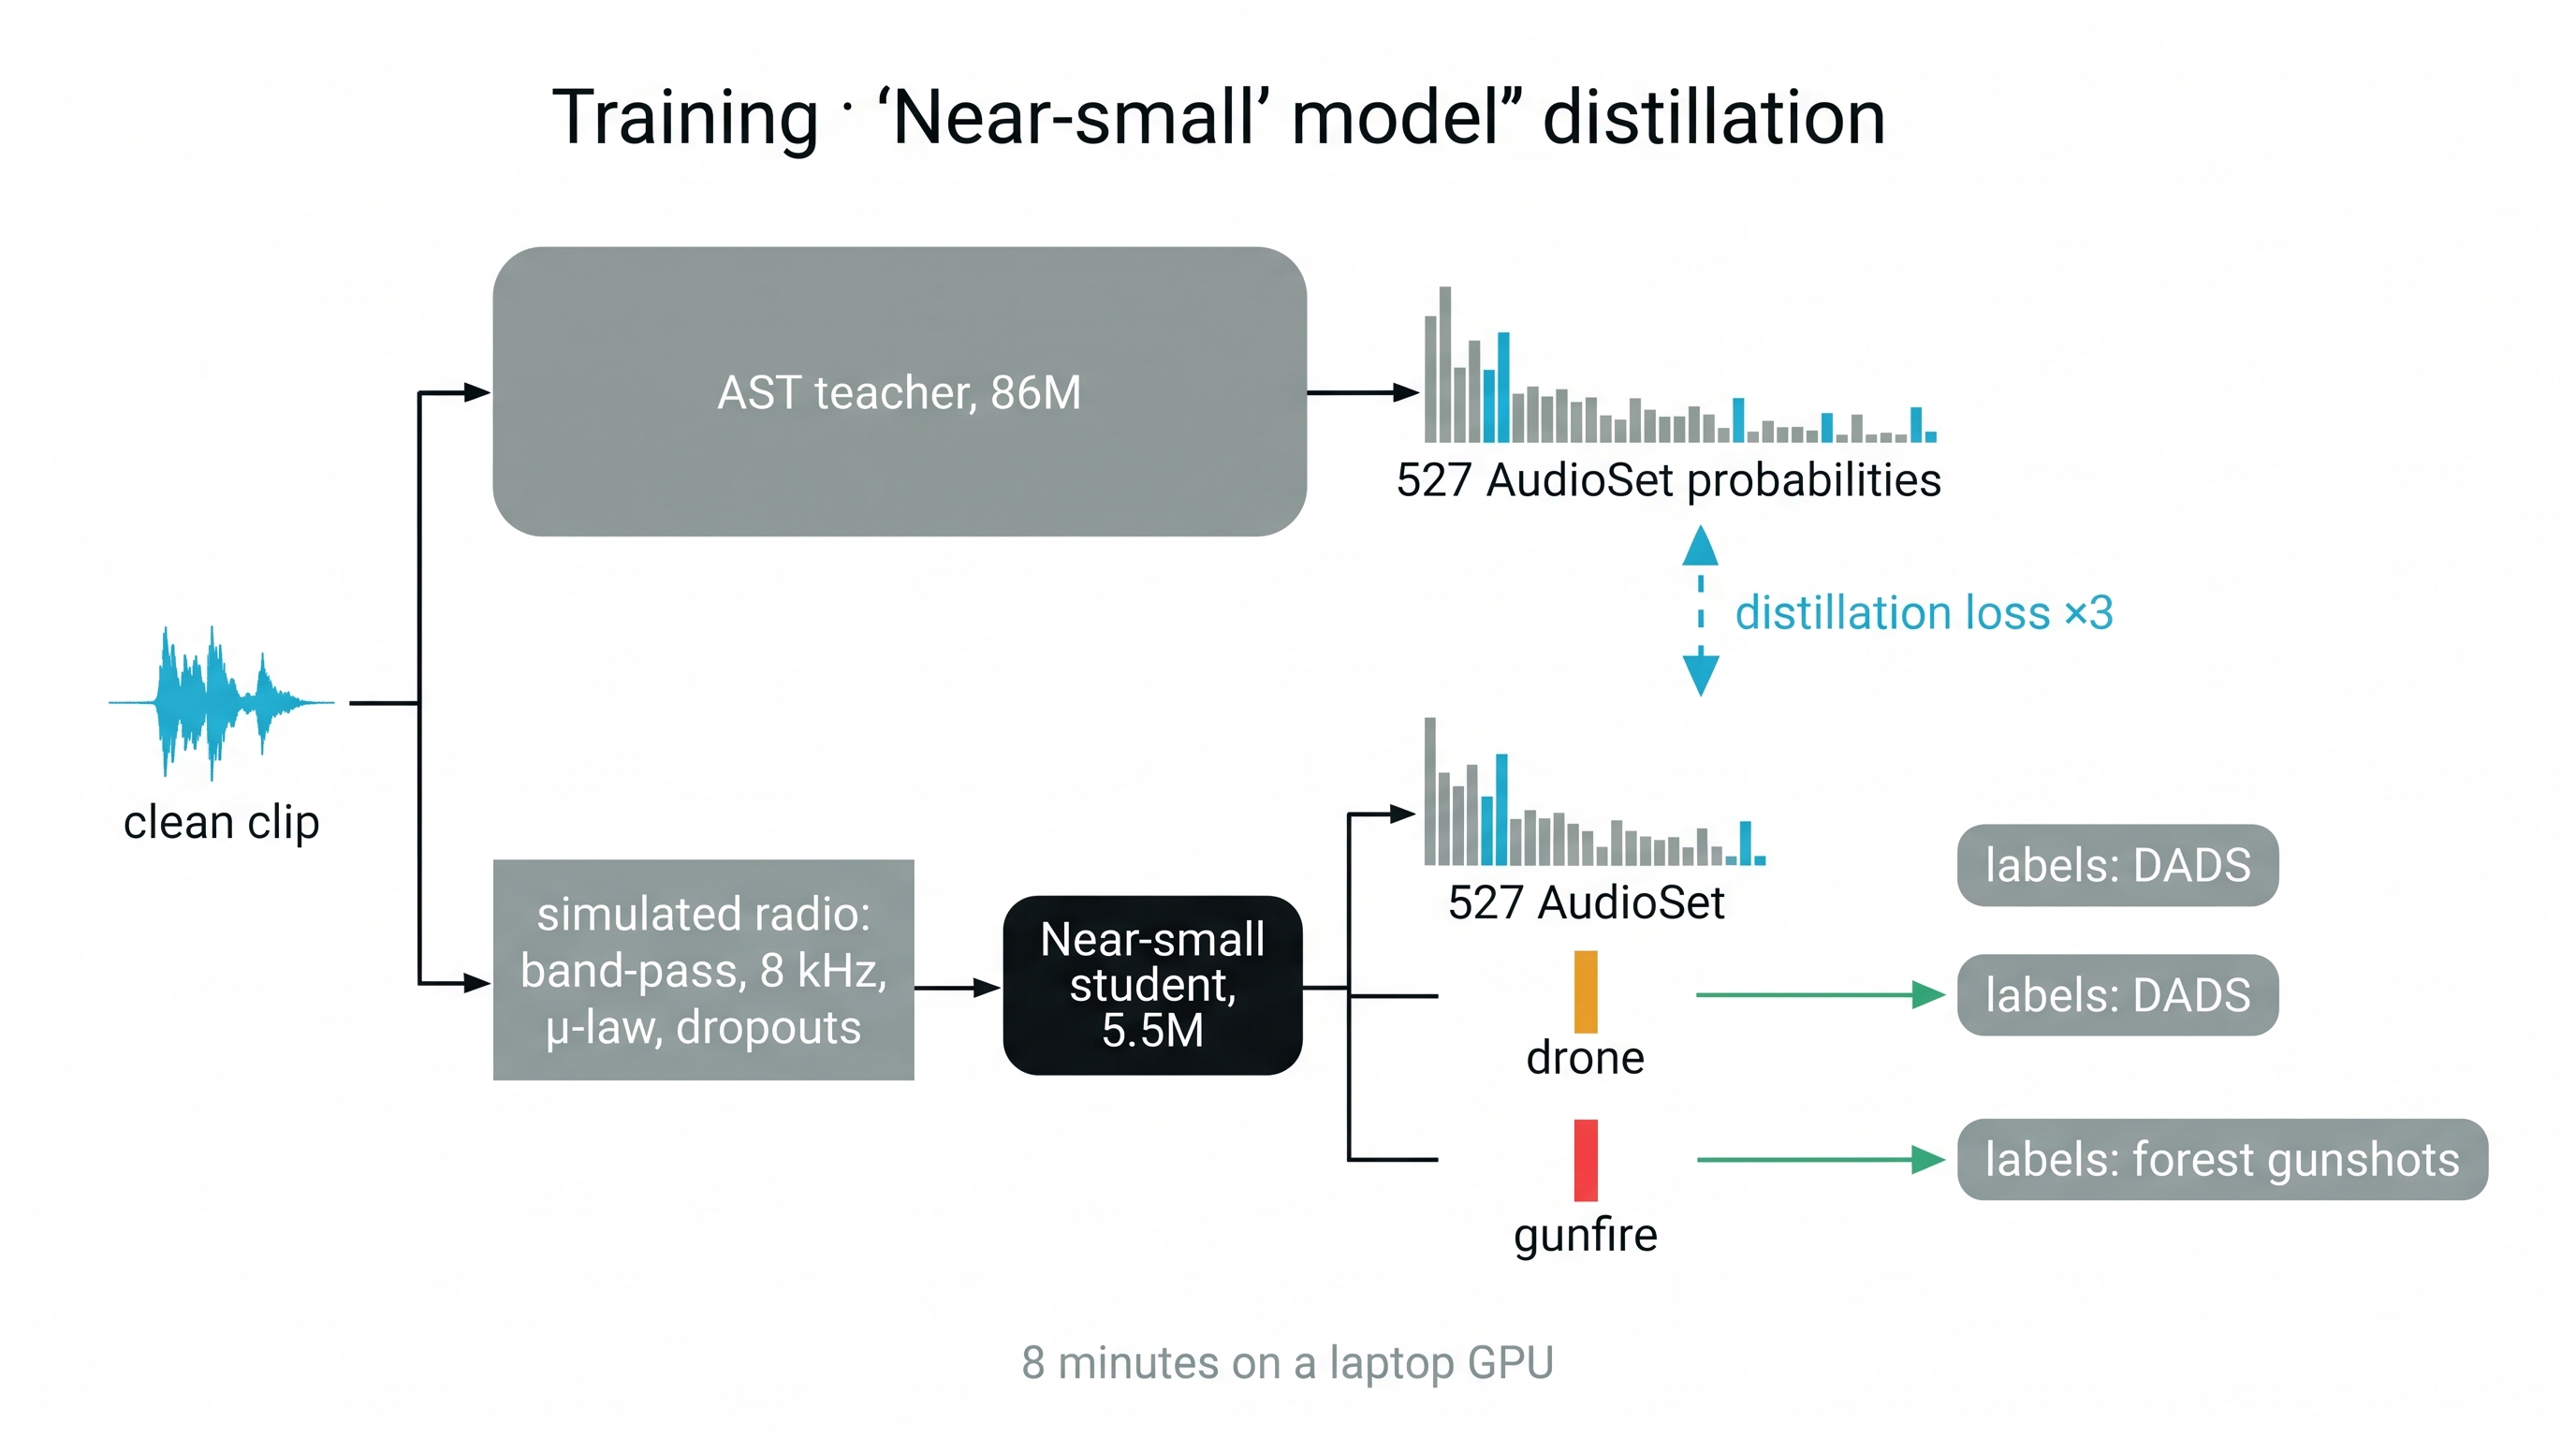 Training · ‘Near-small’ model” distillation
AST teacher, 86M
527 AudioSet probabilities
distillation loss ×3
clean clip
simulated radio:
band-pass, 8 kHz,
μ-law, dropouts
Near-small
student,
5.5M
527 AudioSet
labels: DADS
drone
labels: DADS
gunfire
labels: forest gunshots
8 minutes on a laptop GPU